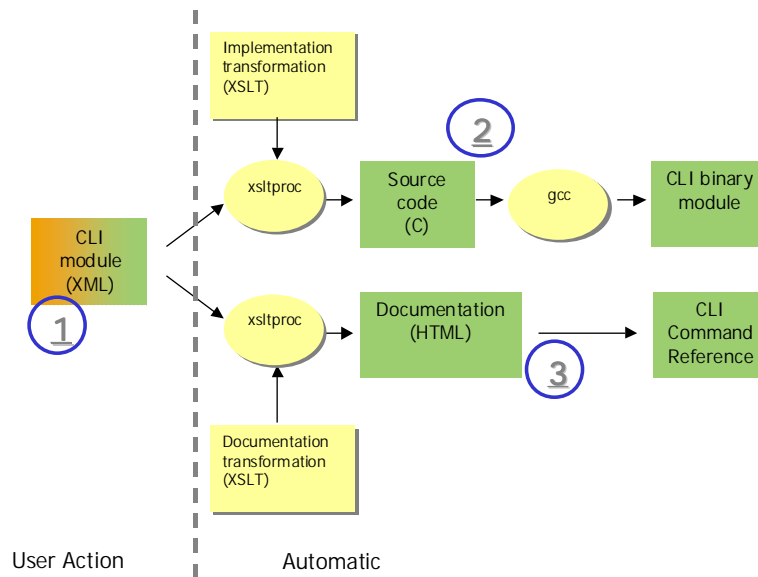 Implementation
transformation
(XSLT)
2
xsltproc
Source
code
(C)
gcc
CLI binary
module
CLI
module
(XML)
1
xsltproc
Documentation
(HTML)
CLI
Command
Reference
3
Documentation
transformation
(XSLT)
User Action
Automatic